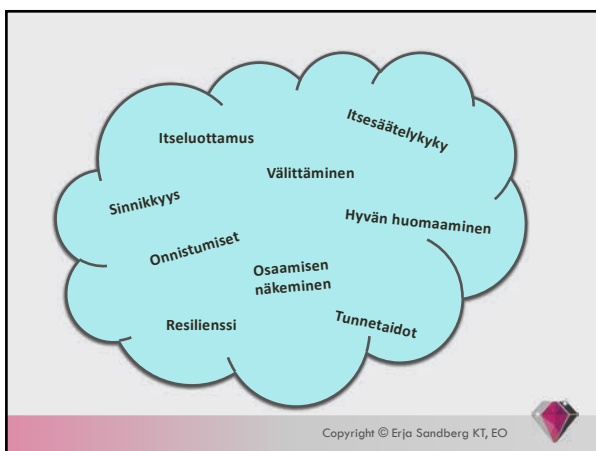 Itseluottamus
Itsesäätelykyky
Välittäminen
Sinnikkyys
Hyvän huomaaminen
Onnistumiset
Osaamisen
näkeminen
Resilienssi
Tunnetaidot
Copyright © Erja Sandberg KT, EO